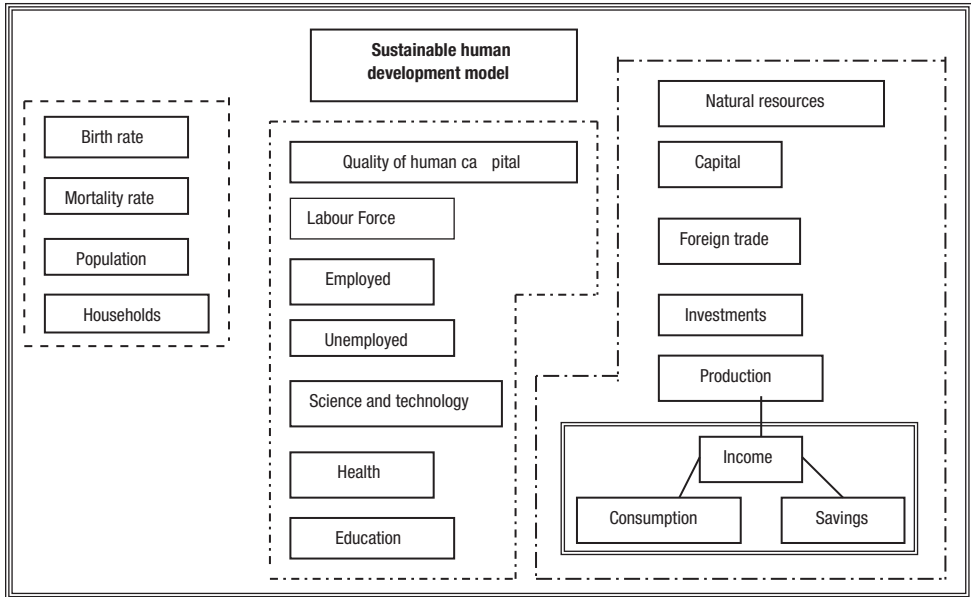 Sustainable human
development model
Birth rate
Mortality rate
Population
Households
Quality of human ca pital
Labour Force
Employed
Unemployed
Science and technology
Health
Education
Natural resources
Capital
Foreign trade
Investments
Production
Income
Consumption
Savings